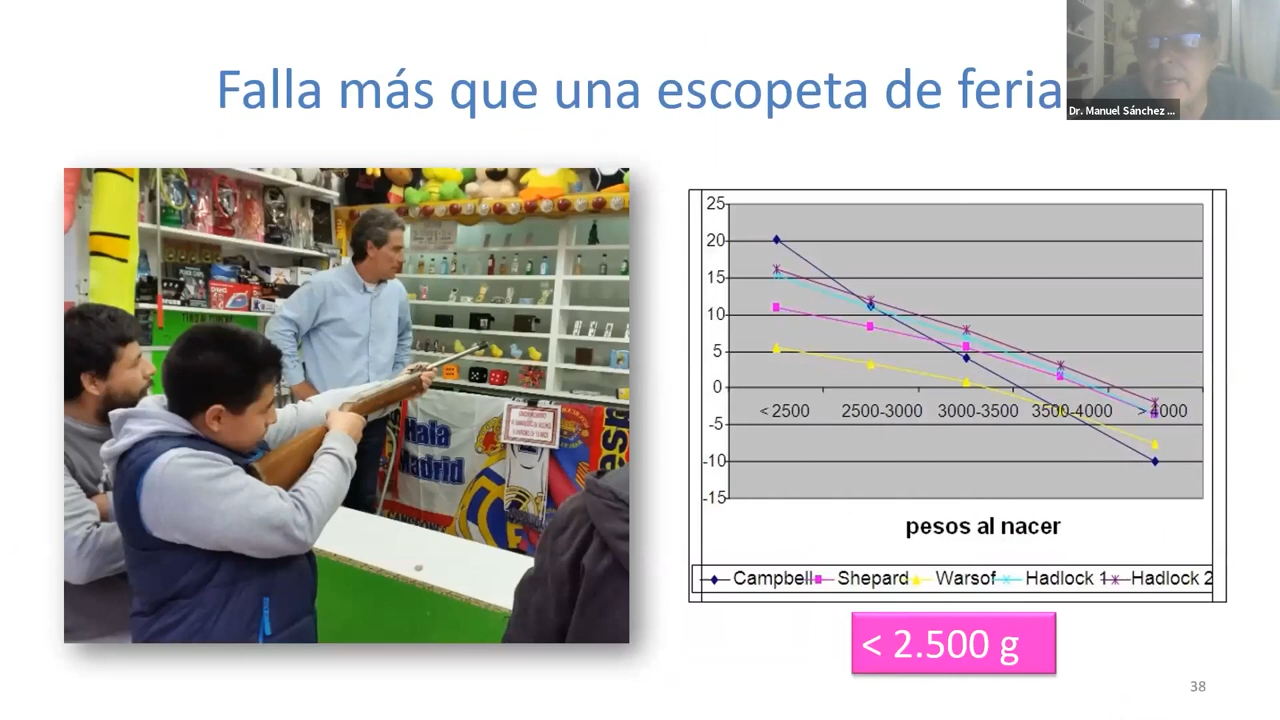 Falla más que una escopeta de feria
Dr. Manuel Sánchez ...
Hala
Madrid
25
20
15
10
5
0
-5
-10
-15
< 2500 2500-3000 3000-3500 3500-4000 > 4000
pesos al nacer
Campbell Shepard Warsof Hadlock 1 Hadlock 2
< 2.500 g
38